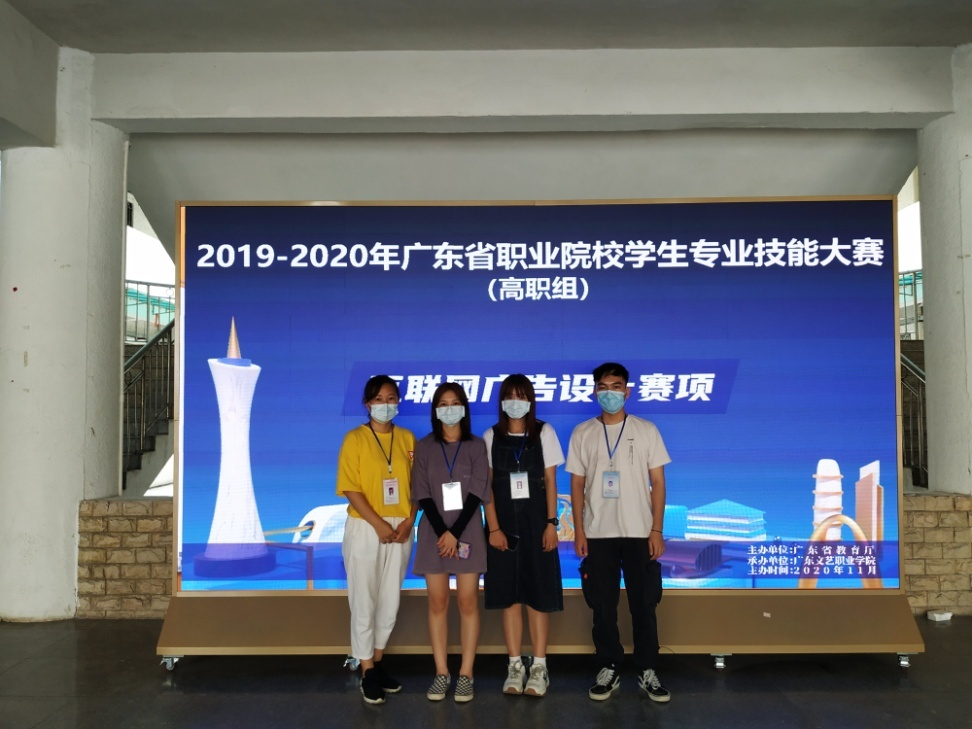 2019-2020年广东省职业院校学生专业技能大赛
（高职组）
互联网广告设计赛项
主办单位:广东省教育厅
承办单位:广东文艺职业学院
主办时间:2020年11月